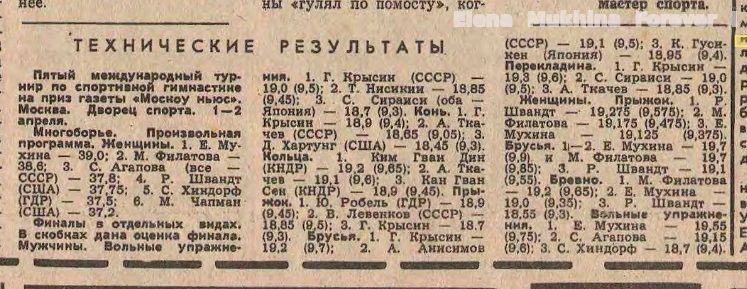 нее.
ны «гулял по помосту», ког-
мастер спорта.
Elena Mukhina Forever
ТЕХНИЧЕСКИЕ РЕЗУЛЬТАТЫ
Пятый международный тур-
нир по спортивной гимнастике
на приз газеты «Москоу ньюс».
Москва. Дворец спорта. 1—2
апреля.
Многоборье. Произвольная
программа. Женщины. 1. Е. Му-
хина — 39,0; 2. М. Филатова —
38,6; 3. С. Агапова (все —
СССР) — 37,8; 4. Р. Швандт
(США) — 37,75; 5. С. Хиндорф
(ГДР) — 37,5; 6. М. Чапман
(США) — 37,2.
Финалы в отдельных видах.
В скобках дана оценка финала.
Мужчины. Вольные упражне-
ния. 1. Г. Крысин (СССР) —
19,0 (9,5); 2. Т. Нисикии — 18,85
(9,45); 3. С. Сираиси (оба —
Япония) — 18,7 (9,3). Конь. 1. Г.
Крысин — 18,9 (9,4); 2. А. Тка-
чев (СССР) — 18,65 (9,05); 3.
Д. Хартунг (США) — 18,45 (9,3).
Кольца. 1. Ким Гван Дин
(КНДР) — 19,2 (9,65); 2. А. Тка-
чев — 19,1 (9,6); 3. Кан Гван
Сен (КНДР) — 18,9 (9,45). Пры-
жок. 1. Ю. Робель (ГДР) — 18,9
(9,45); 2. В. Левенков (СССР) —
18,85 (9,5); 3. Г. Крысин — 18.7
(9,3). Брусья. 1. Г. Крысин —
19,2 (9,7); 2. А. Анисимов
(СССР) — 19,1 (9,5); 3. К. Гуси-
кен (Япония) — 18,95 (9,4).
Перекладина. 1. Г. Крысин —
19,3 (9,6); 2. С. Сираиси — 19,0
(9,5); 3. А. Ткачев — 18,85 (9,3).
Женщины. Прыжок. 1. Р.
Швандт — 19,275 (9,575); 2. М.
Филатова — 19,175 (9,475); 3. Е.
Мухина — 19,125 (9,375).
Брусья. 1—2. Е. Мухина — 19,7
(9,9) и М. Филатова — 19,7
(9,85); 3. Р. Швандт — 19,1
(9,55). Бревно. 1. М. Филатова
— 19,2 (9,65); 2. Е. Мухина —
19,0 (9,35); 3. Р. Швандт —
18,55 (9,3). Вольные упражне-
ния. 1. Е. Мухина — 19,55
(9,75); 2. С. Агапова — 19,15
(9,6); 3. С. Хиндорф — 18,7 (9,4).